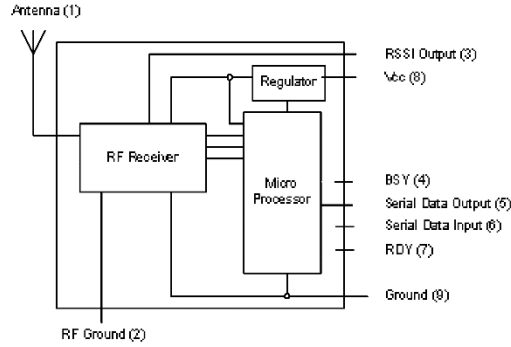 Antenna (1)
RSSI Output (3)
Vcc (8)
Regulator
RF Receiver
Micro
Processor
BSY (4)
Serial Data Output (5)
Serial Data Input (6)
RDY (7)
Ground (9)
RF Ground (2)